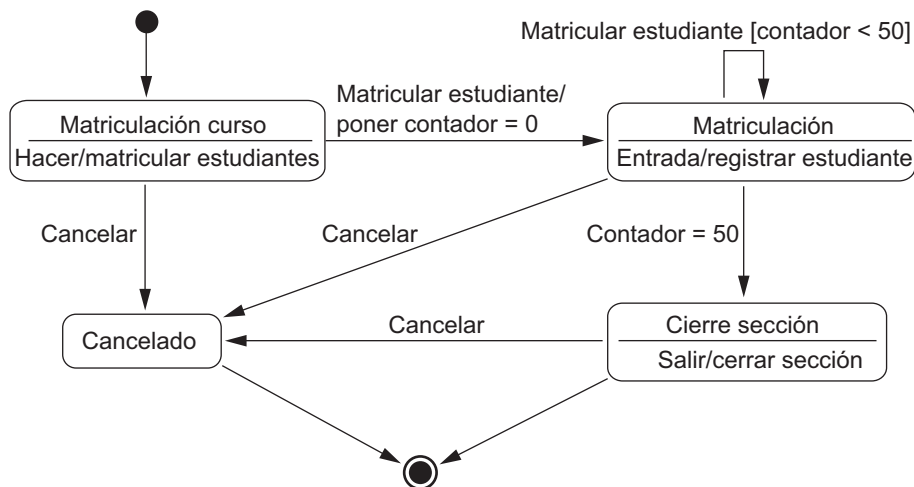 Matricular estudiante [contador < 50]
Matricular estudiante/
poner contador = 0
Matriculación curso
Hacer/matricular estudiantes
Matriculación
Entrada/registrar estudiante
Cancelar
Cancelar
Contador = 50
Cancelado
Cancelar
Cierre sección
Salir/cerrar sección